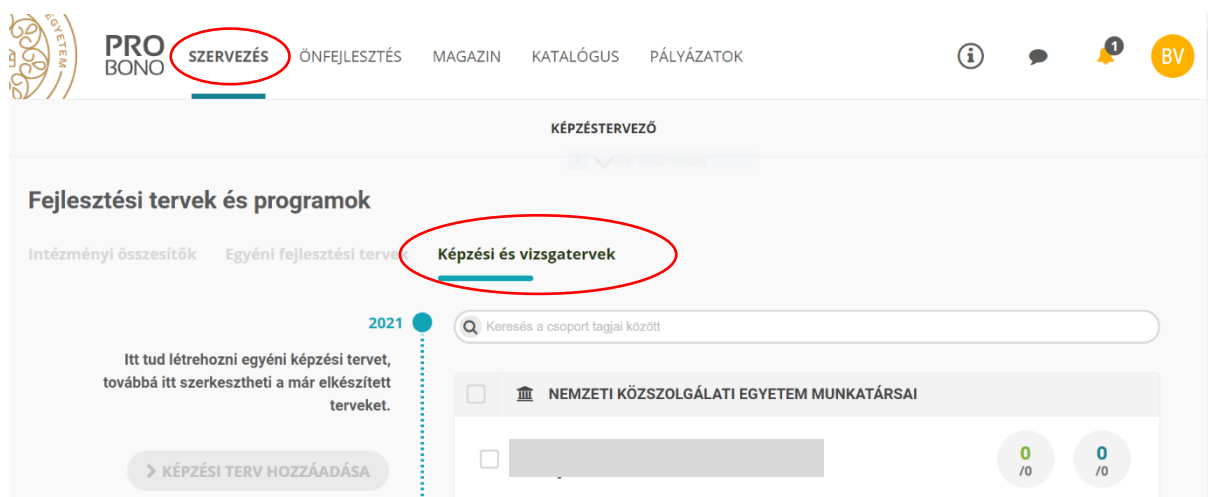 EGYETEM
PRO
BONO
SZERVEZÉS ÖNFEJLESZTÉS MAGAZIN KATALÓGUS PÁLYÁZATOK
1
BV
KÉPZÉSTERVEZŐ
Fejlesztési tervek és programok
Intézményi összesítők Egyéni fejlesztési tervek Képzési és vizsgatervek
2021
Keresés a csoport tagjai között
Itt tud létrehozni egyéni képzési tervet,
továbbá itt szerkesztheti a már elkészített
terveket.
NEMZETI KÖZSZOLGÁLATI EGYETEM MUNKATÁRSAI
KÉPZÉSI TERV HOZZÁADÁSA
0 0
/0 /0